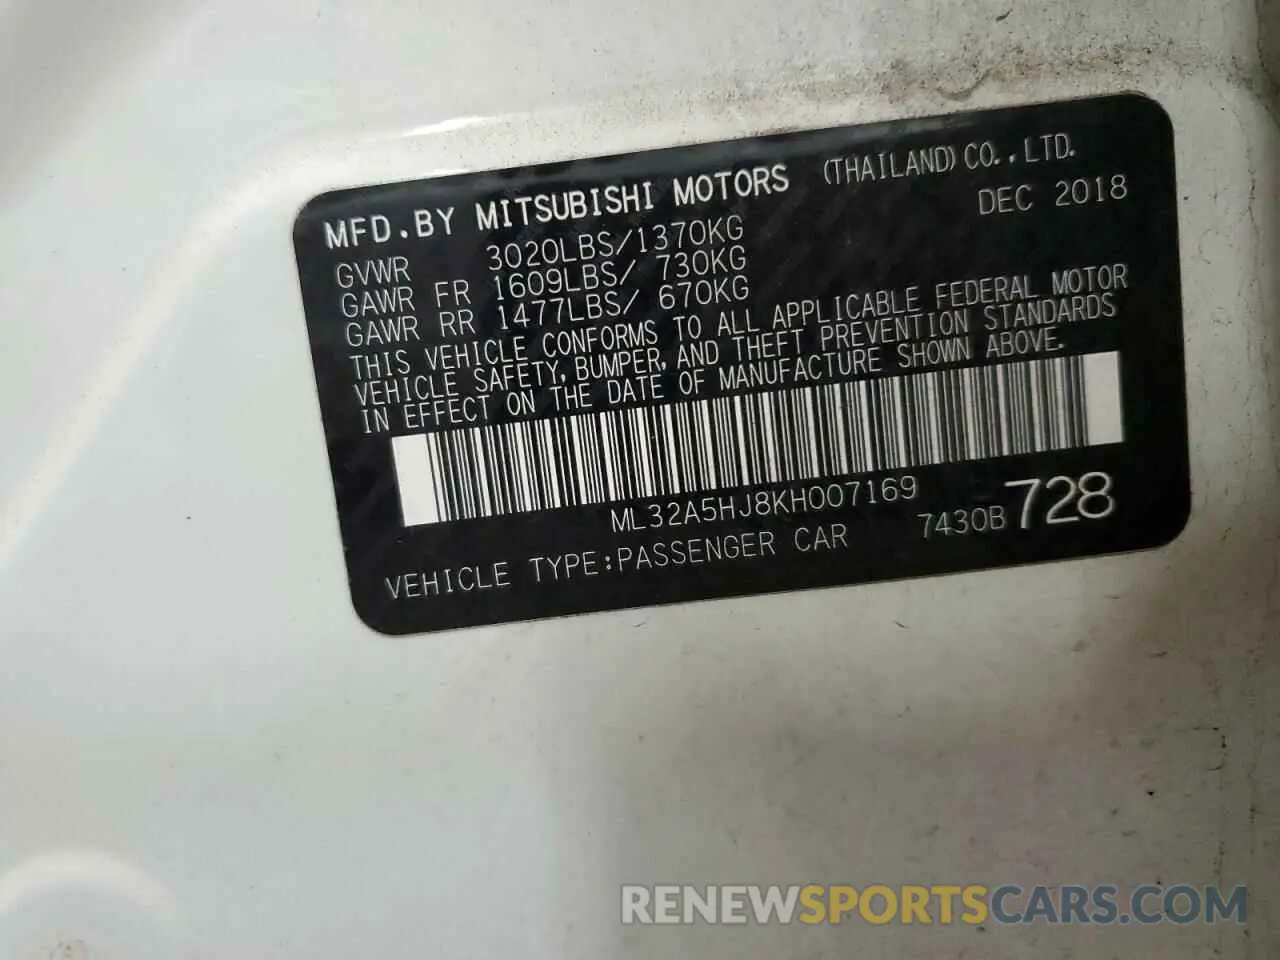 MFD.BY MITSUBISHI MOTORS (THAILAND) CO.,LTD.
DEC 2018
GVWR 3020LBS/1370KG
GAWR FR 1609LBS/ 730KG
GAWR RR 1477LBS/ 670KG
THIS VEHICLE CONFORMS TO ALL APPLICABLE FEDERAL MOTOR
VEHICLE SAFETY, BUMPER, AND THEFT PREVENTION STANDARDS
IN EFFECT ON THE DATE OF MANUFACTURE SHOWN ABOVE.
ML32A5HJ8KH007169
VEHICLE TYPE:PASSENGER CAR 7430B 728
RENEWSPORTSCARS.COM